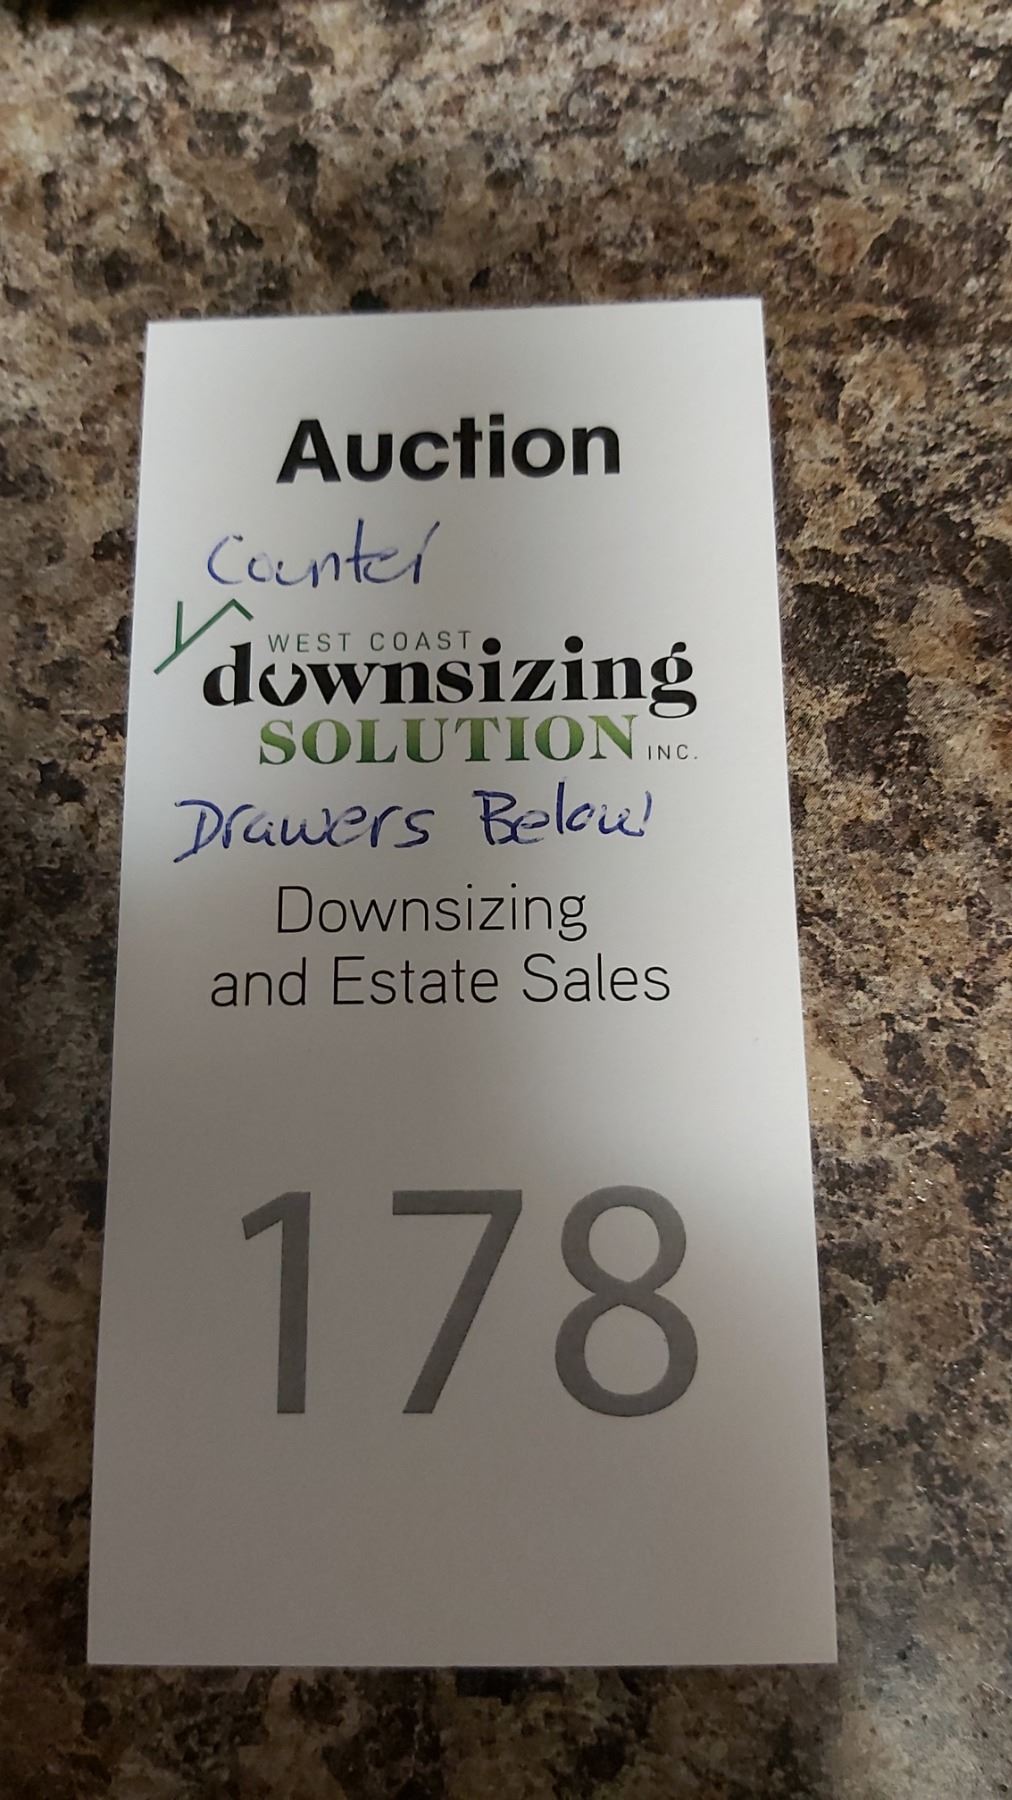 Auction
Counter
WEST COAST
downsizing
SOLUTION INC.
Drawers Below
Downsizing
and Estate Sales
178